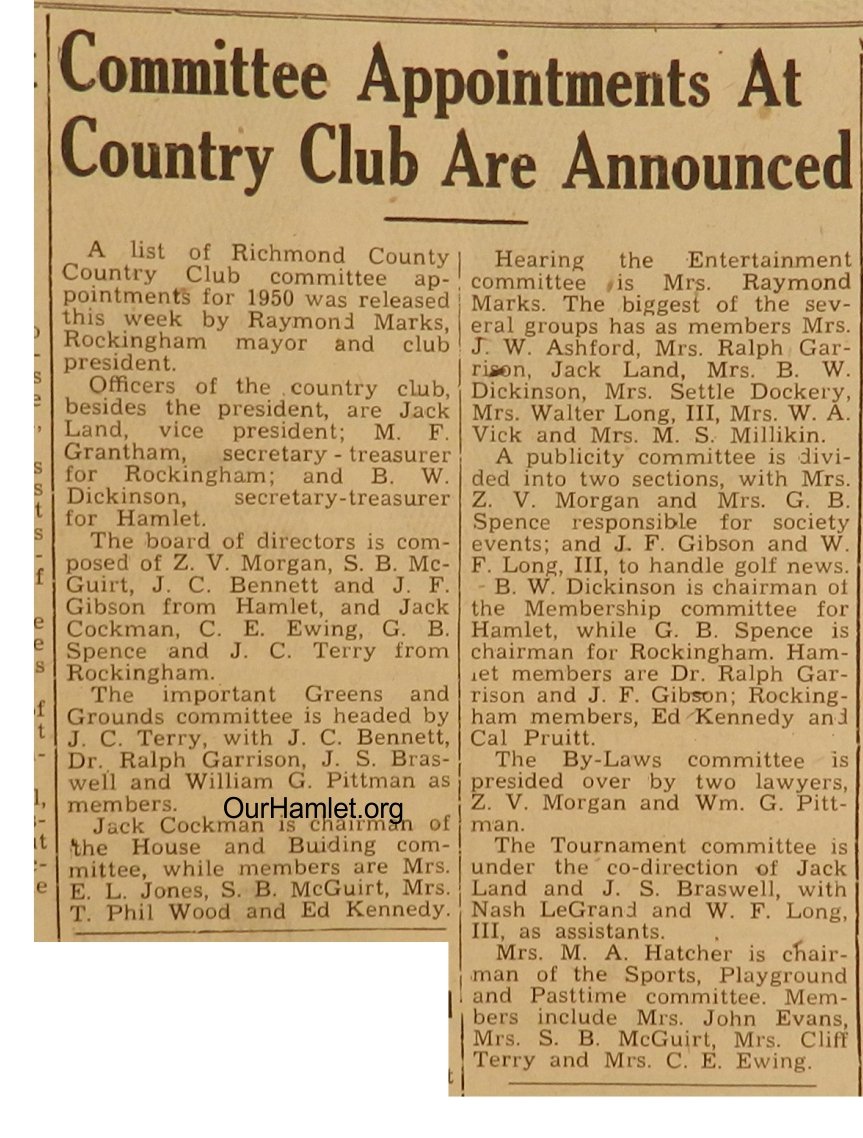 Committee Appointments At
Country Club Are Announced
A list of Richmond County
Country Club committee ap-
pointments for 1950 was released
this week by Raymond Marks,
Rockingham mayor and club
president.
Officers of the country club,
besides the president, are Jack
Land, vice president; M. F.
Grantham, secretary-treasurer
for Rockingham; and B. W.
Dickinson, secretary-treasurer
for Hamlet.
The board of directors is com-
posed of Z. V. Morgan, S. B. Mc-
Guirt, J. C. Bennett and J. F.
Gibson from Hamlet, and Jack
Cockman, C. E. Ewing, G. B.
Spence and J. C. Terry from
Rockingham.
The important Greens and
Grounds committee is headed by
J. C. Terry, with J. C. Bennett,
Dr. Ralph Garrison, J. S. Bras-
well and William G. Pittman as
members.
OurHamlet.org
Jack Cockman is chairman of
the House and Buiding com-
mittee, while members are Mrs.
E. L. Jones, S. B. McGuirt, Mrs.
T. Phil Wood and Ed Kennedy.
Hearing the Entertainment
committee is Mrs. Raymond
Marks. The biggest of the sev-
eral groups has as members Mrs.
J. W. Ashford, Mrs. Ralph Gar-
rison, Jack Land, Mrs. B. W.
Dickinson, Mrs. Settle Dockery,
Mrs. Walter Long, III, Mrs. W. A.
Vick and Mrs. M. S. Millikin.
A publicity committee is divi-
ded into two sections, with Mrs.
Z. V. Morgan and Mrs. G. B.
Spence responsible for society
events; and J. F. Gibson and W.
F. Long, III, to handle golf news.
B. W. Dickinson is chairman of
the Membership committee for
Hamlet, while G. B. Spence is
chairman for Rockingham. Ham-
let members are Dr. Ralph Gar-
rison and J. F. Gibson; Rocking-
ham members, Ed Kennedy and
Cal Pruitt.
The By-Laws committee is
presided over by two lawyers,
Z. V. Morgan and Wm. G. Pitt-
man.
The Tournament committee is
under the co-direction of Jack
Land and J. S. Braswell, with
Nash LeGrand and W. F. Long,
III, as assistants.
Mrs. M. A. Hatcher is chair-
man of the Sports, Playground
and Pasttime committee. Mem-
bers include Mrs. John Evans,
Mrs. S. B. McGuirt, Mrs. Cliff
Terry and Mrs. C. E. Ewing.